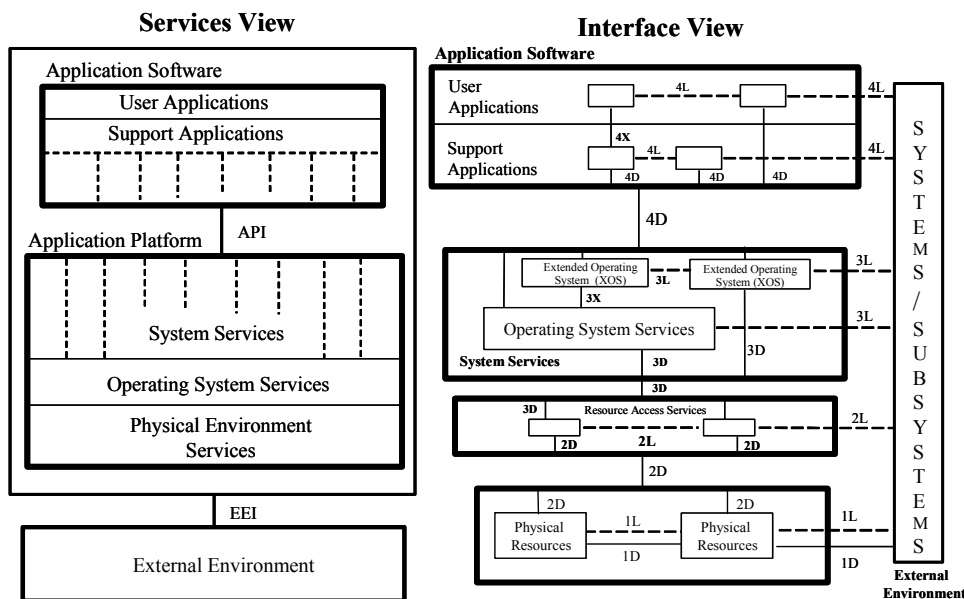 Services View
Application Software
User Applications
Support Applications
API
Application Platform
System Services
Operating System Services
Physical Environment
Services
EEI
External Environment
Interface View
Application Software
User
Applications
4L
4L
4X
Support
Applications
4L
4L
4D
4D
4D
4D
Extended Operating
System (XOS)
3L
Extended Operating
System (XOS)
3L
3X
Operating System Services
3L
3D
System Services
3D
3D
3D
Resource Access Services
2L
2D
2L
2D
2D
2D
2D
Physical
Resources
1L
1D
Physical
Resources
1L
1D
SYSTEMS/SUBSYSTEMS
External
Environment